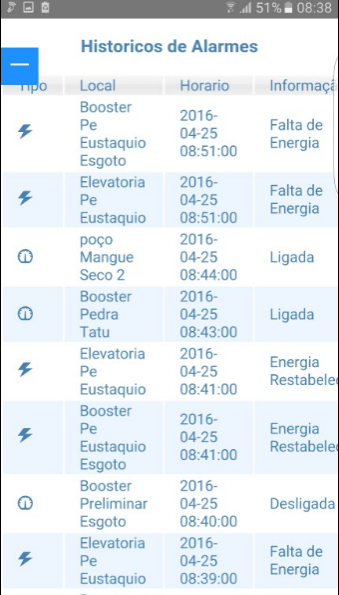 51% 08:38
Historicos de Alarmes
Tipo Local Horario Informaçã
Booster
Pe
Eustaquio
Esgoto
2016-
04-25
08:51:00
Falta de
Energia
Elevatoria
Pe
Eustaquio
2016-
04-25
08:51:00
Falta de
Energia
poço
Mangue
Seco 2
2016-
04-25
08:44:00
Ligada
Booster
Pedra
Tatu
2016-
04-25
08:43:00
Ligada
Elevatoria
Pe
Eustaquio
2016-
04-25
08:41:00
Energia
Restabele
Booster
Pe
Eustaquio
Esgoto
2016-
04-25
08:41:00
Energia
Restabele
Booster
Preliminar
Esgoto
2016-
04-25
08:40:00
Desligada
Elevatoria
Pe
Eustaquio
2016-
04-25
08:39:00
Falta de
Energia